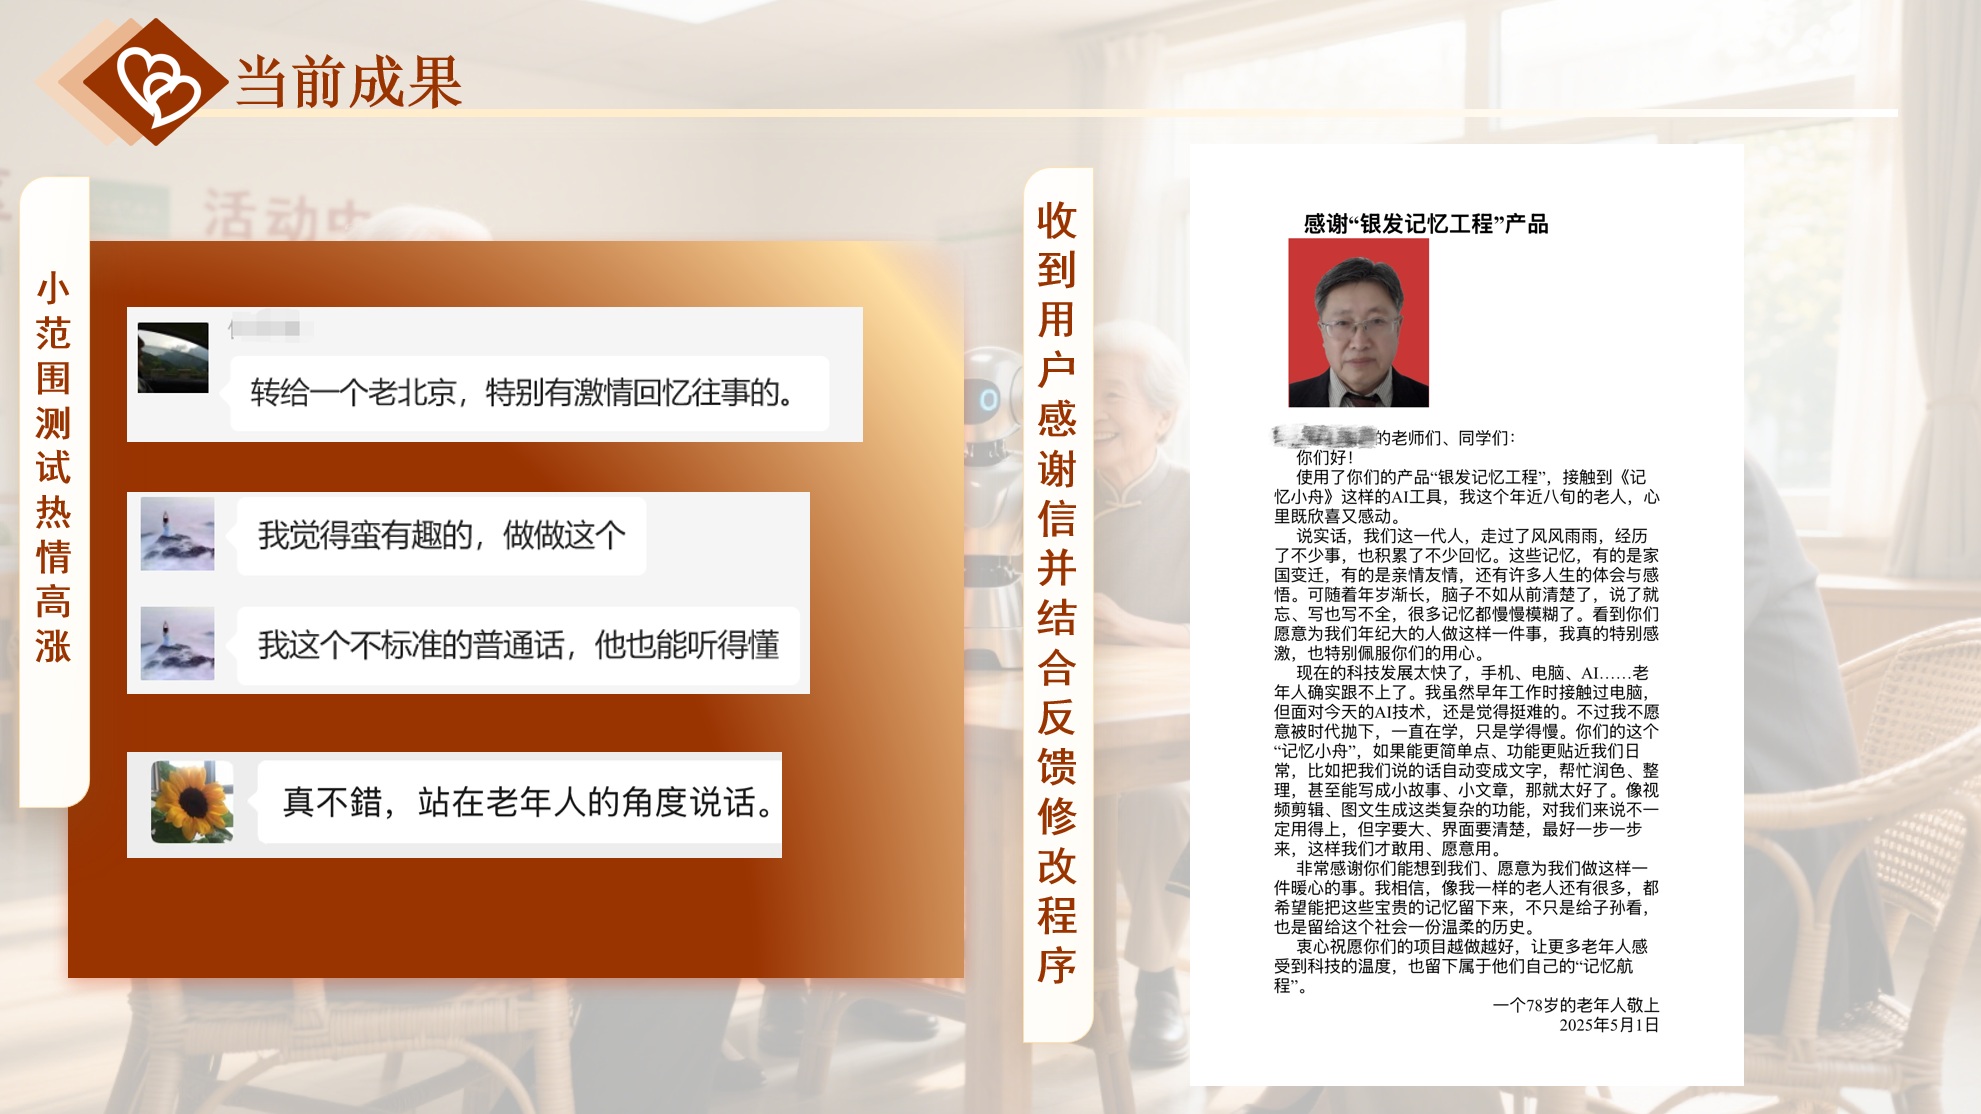 当前成果
活动中
小范围测试热情高涨
转给一个老北京，特别有激情回忆往事的。
我觉得蛮有趣的，做做这个
我这个不标准的普通话，他也能听得懂
真不錯，站在老年人的角度说话。
收到用户感谢信并结合反馈修改程序
感谢“银发记忆工程”产品
的老师们、同学们：
你们好！
使用了你们的产品“银发记忆工程”，接触到《记
忆小舟》这样的AI工具，我这个年近八旬的老人，心
里既欣喜又感动。
说实话，我们这一代人，走过了风风雨雨，经历
了不少事，也积累了不少回忆。这些记忆，有的是家
国变迁，有的是亲情友情，还有许多人生的体会与感
悟。可随着年岁渐长，脑子不如从前清楚了，说了就
忘、写也写不全，很多记忆都慢慢模糊了。看到你们
愿意为我们年纪大的人做这样一件事，我真的特别感
激，也特别佩服你们的用心。
现在的科技发展太快了，手机、电脑、AI……老
年人确实跟不上了。我虽然早年工作时接触过电脑，
但面对今天的AI技术，还是觉得挺难的。不过我不愿
意被时代抛下，一直在学，只是学得慢。你们的这个
“记忆小舟”，如果能更简单点、功能更贴近我们日
常，比如把我们说的话自动变成文字，帮忙润色、整
理，甚至能写成小故事、小文章，那就太好了。像视
频剪辑、图文生成这类复杂的功能，对我们来说不一
定用得上，但字要大、界面要清楚，最好一步一步
来，这样我们才敢用、愿意用。
非常感谢你们能想到我们、愿意为我们做这样一
件暖心的事。我相信，像我一样的老人还有很多，都
希望能把这些宝贵的记忆留下来，不只是给子孙看，
也是留给这个社会一份温柔的历史。
衷心祝愿你们的项目越做越好，让更多老年人感
受到科技的温度，也留下属于他们自己的“记忆航
程”。
一个78岁的老年人敬上
2025年5月1日